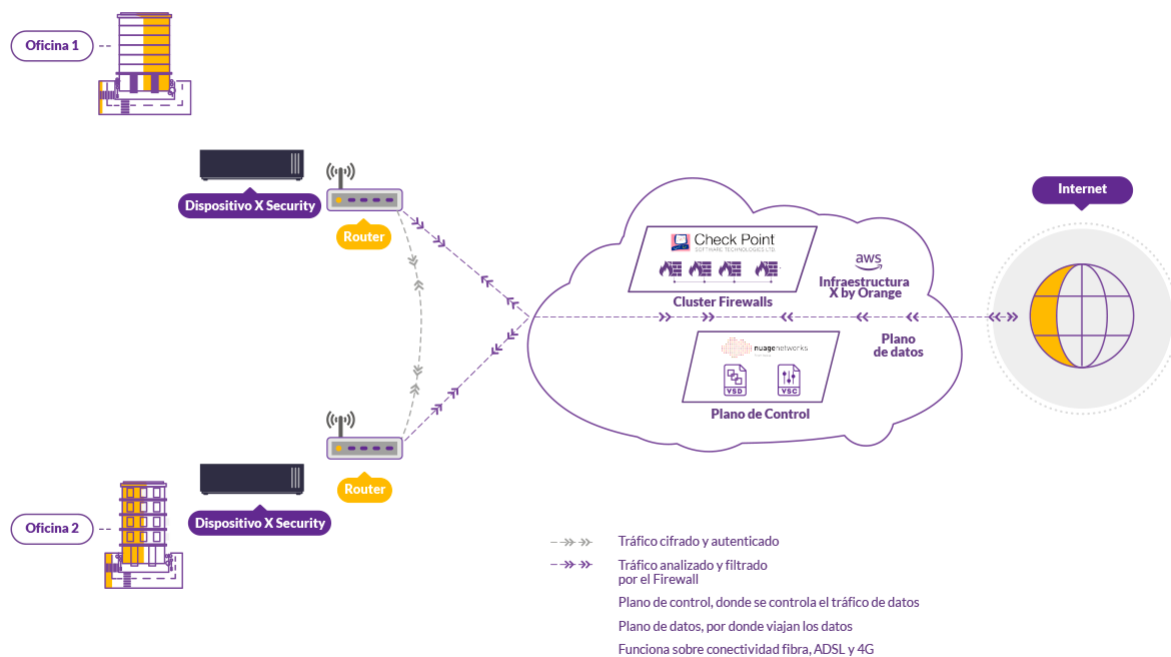 Oficina 1
Dispositivo X Security
Router
Check Point
SOFTWARE TECHNOLOGIES LTD.
Cluster Firewalls
aws
Infraestructura
X by Orange
Internet
Plano
de datos
nuagenetworks
VSD
VSC
Plano de Control
Router
Dispositivo X Security
Oficina 2
Tráfico cifrado y autenticado
Tráfico analizado y filtrado
por el Firewall
Plano de control, donde se controla el tráfico de datos
Plano de datos, por donde viajan los datos
Funciona sobre conectividad fibra, ADSL y 4G